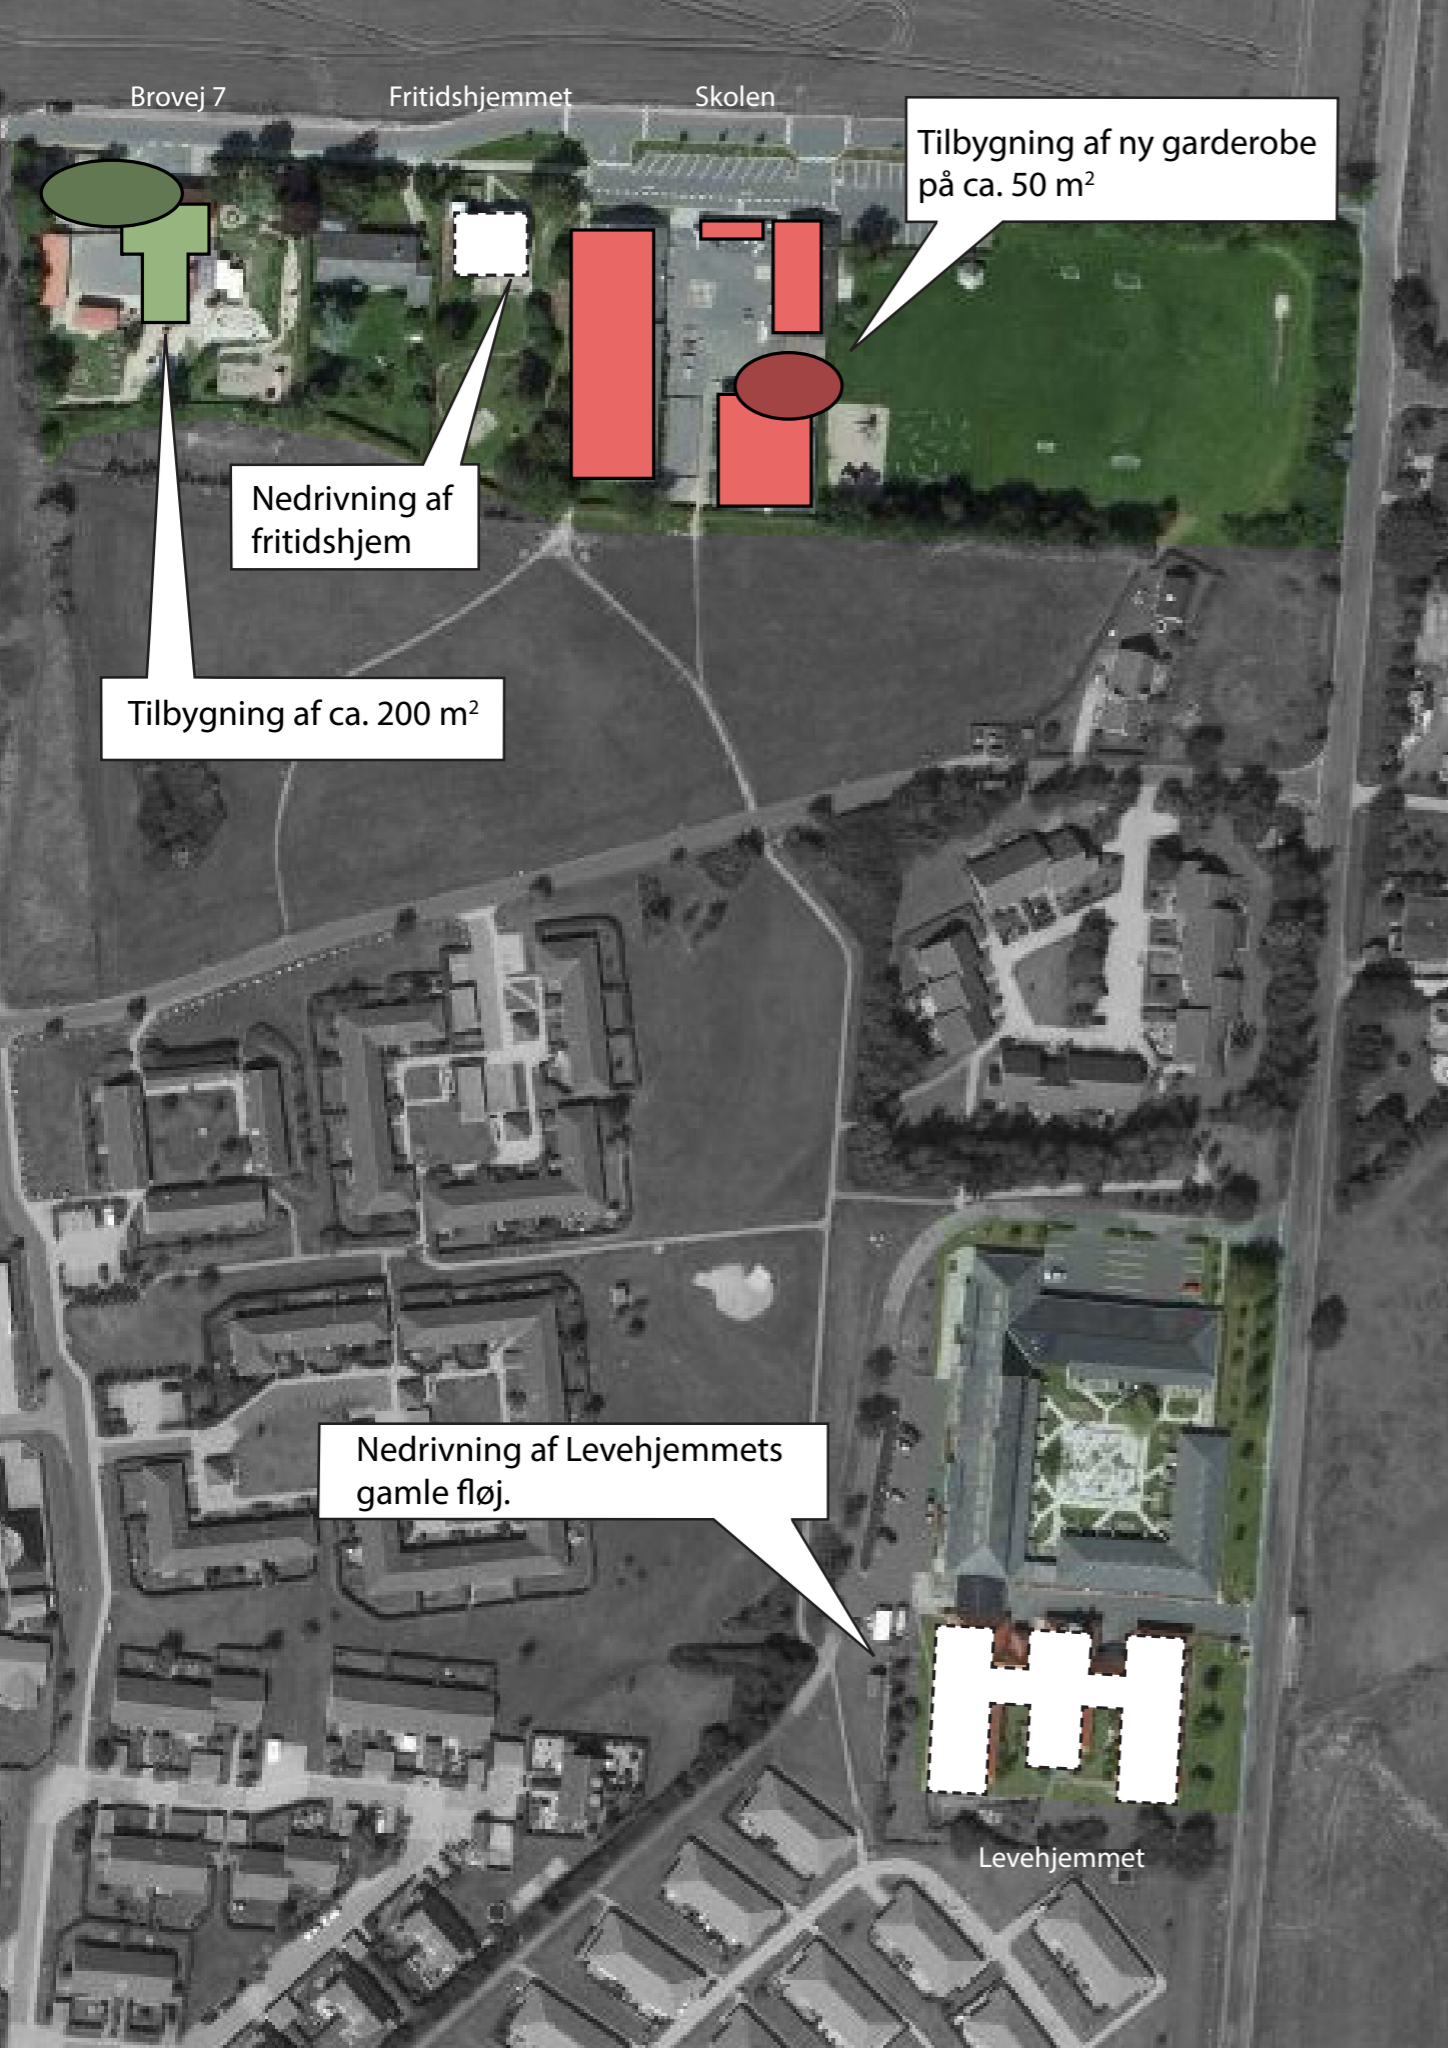 Brovej 7
Fritidshjemmet
Skolen
Tilbygning af ny garderobe
på ca. 50 m²
Nedrivning af
fritidshjem
Tilbygning af ca. 200 m²
Nedrivning af Levehjemmets
gamle fløj.
Levehjemmet